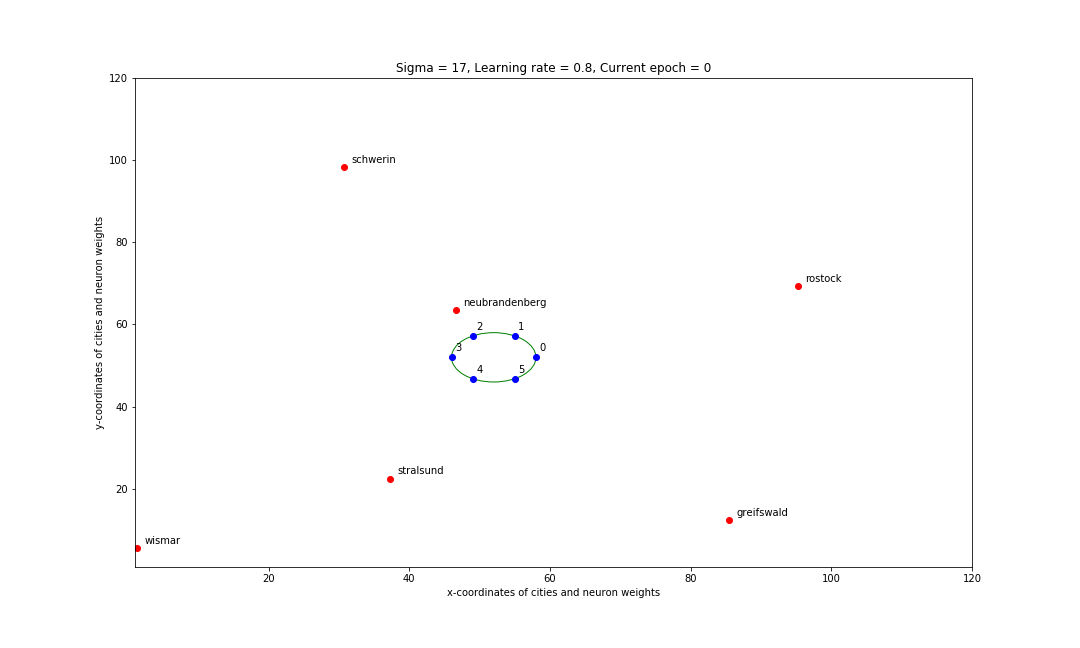 Sigma = 17, Learning rate = 0.8, Current epoch = 0
120
100
80
60
40
20
y-coordinates of cities and neuron weights
schwerin
rostock
neubrandenberg
2
1
3
0
4
5
stralsund
greifswald
wismar
20 40 60 80 100 120
x-coordinates of cities and neuron weights